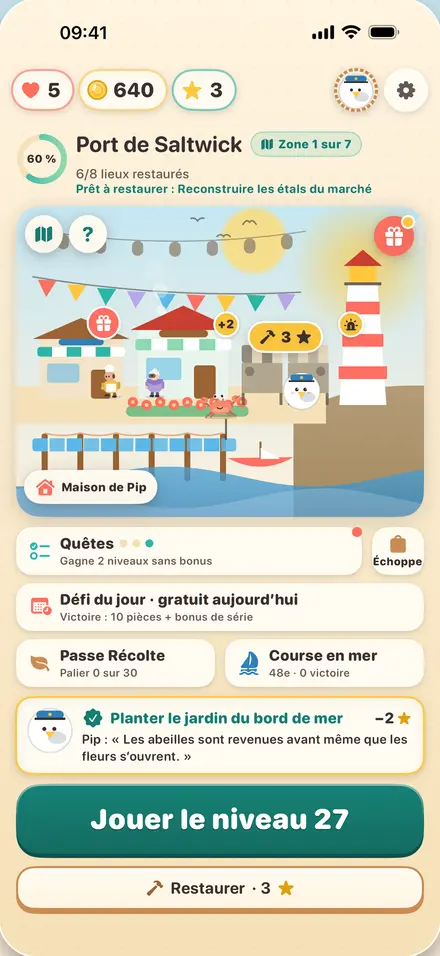 09:41
5
640
3
60 %
Port de Saltwick
Zone 1 sur 7
6/8 lieux restaurés
Prêt à restaurer : Reconstruire les étals du marché
?
+2
3
Maison de Pip
Quêtes
Gagne 2 niveaux sans bonus
Échoppe
Défi du jour · gratuit aujourd'hui
Victoire : 10 pièces + bonus de série
Passe Récolte
Palier 0 sur 30
Course en mer
48e · 0 victoire
Planter le jardin du bord de mer
−2
Pip : « Les abeilles sont revenues avant même que les
fleurs s'ouvrent. »
Jouer le niveau 27
Restaurer · 3